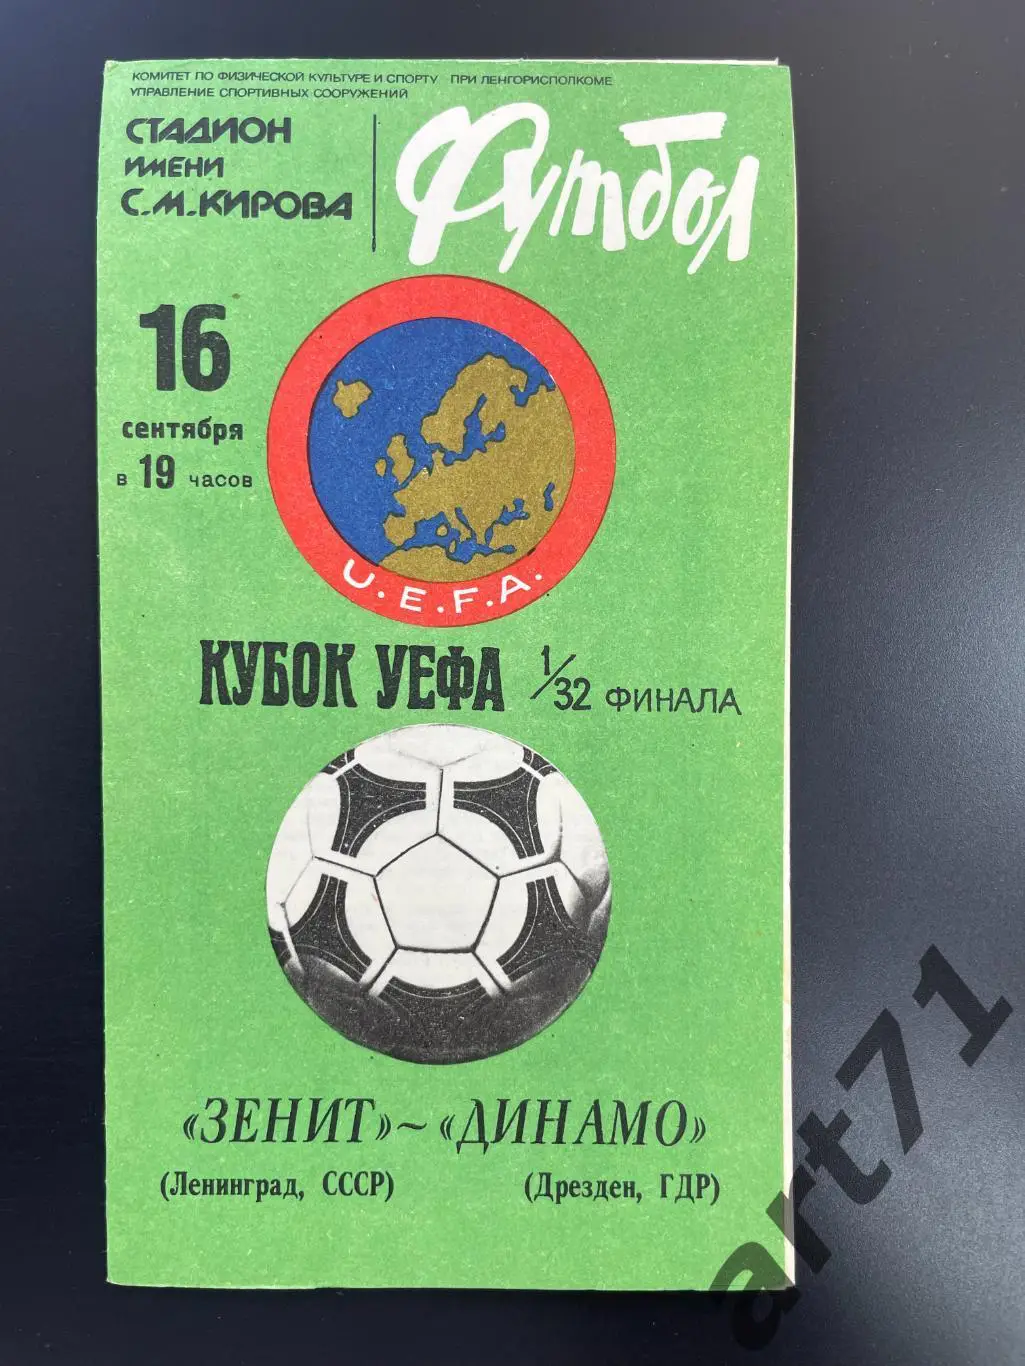 КОМИТЕТ ПО ФИЗИЧЕСКОЙ КУЛЬТУРЕ И СПОРТУ ПРИ ЛЕНГОРИСПОЛКОМЕ
УПРАВЛЕНИЕ СПОРТИВНЫХ СООРУЖЕНИЙ
СТАДИОН
ИМЕНИ
С.М.КИРОВА
Футбол
16
сентября
в 19 часов
U.E.F.A.
КУБОК УЕФА 1/32 ФИНАЛА
«ЗЕНИТ» ~ «ДИНАМО»
(Ленинград, СССР) (Дрезден, ГДР)
art71